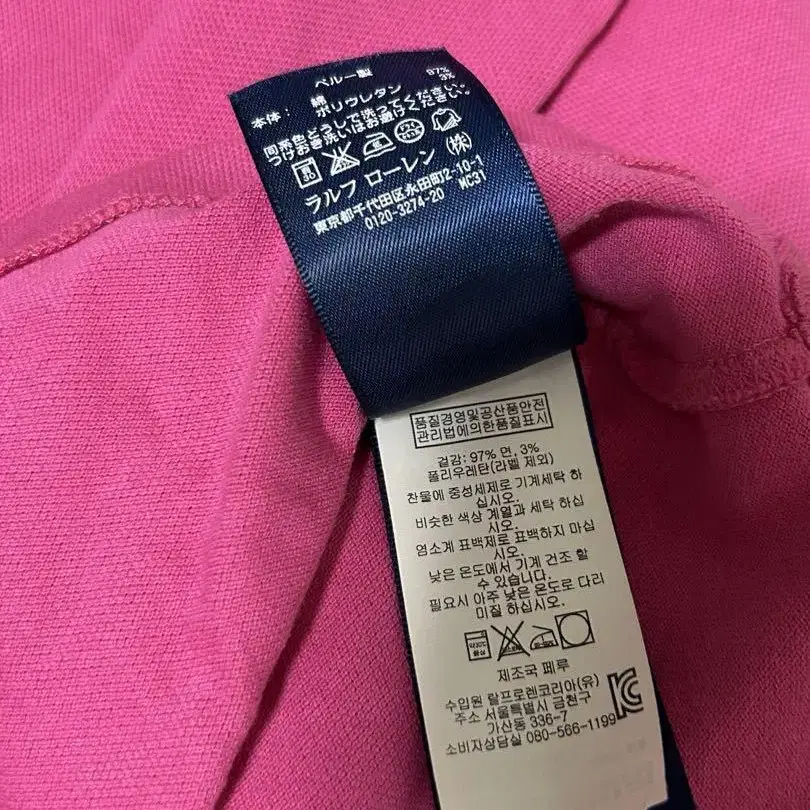 ペルー製
本体: 綿 97%
ポリウレタン 3%
同系色どうしで洗ってください。
つけおき洗いはお避けください。
ラルフ ローレン (株)
東京都千代田区永田町2-10-1
0120-3274-20 MC31
품질경영및공산품안전
관리법에의한품질표시
겉감: 97% 면, 3%
폴리우레탄(라벨 제외)
찬물에 중성세제로 기계세탁 하
십시오.
비슷한 색상 계열과 세탁 하십
시오.
염소계 표백제로 표백하지 마십
시오.
낮은 온도에서 기계 건조 할
수 있습니다.
필요시 아주 낮은 온도로 다리
미질 하십시오.
제조국 페루
수입원 랄프로렌코리아(유)
주소 서울특별시 금천구
가산동 336-7
소비자상담실 080-566-1199